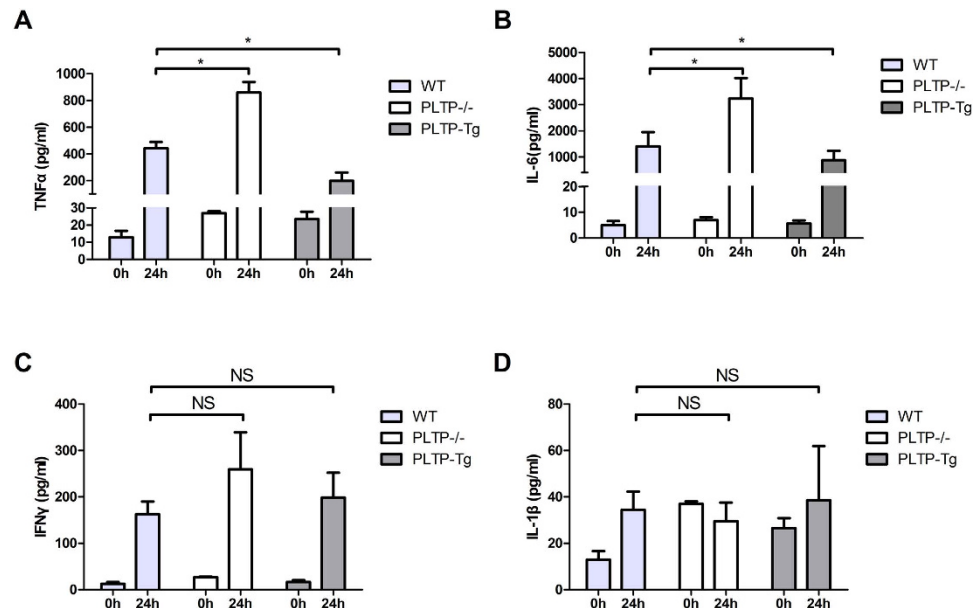 A
*
*
TNFα (pg/ml)
1000
800
600
400
200
30
20
10
0
0h 24h 0h 24h 0h 24h
WT
PLTP-/-
PLTP-Tg
B
*
*
IL-6(pg/ml)
5000
4000
3000
2000
1000
20
10
0
0h 24h 0h 24h 0h 24h
WT
PLTP-/-
PLTP-Tg
C
NS
NS
IFNγ (pg/ml)
400
300
200
100
0
0h 24h 0h 24h 0h 24h
WT
PLTP-/-
PLTP-Tg
D
NS
NS
IL-1β (pg/ml)
80
60
40
20
0
0h 24h 0h 24h 0h 24h
WT
PLTP-/-
PLTP-Tg